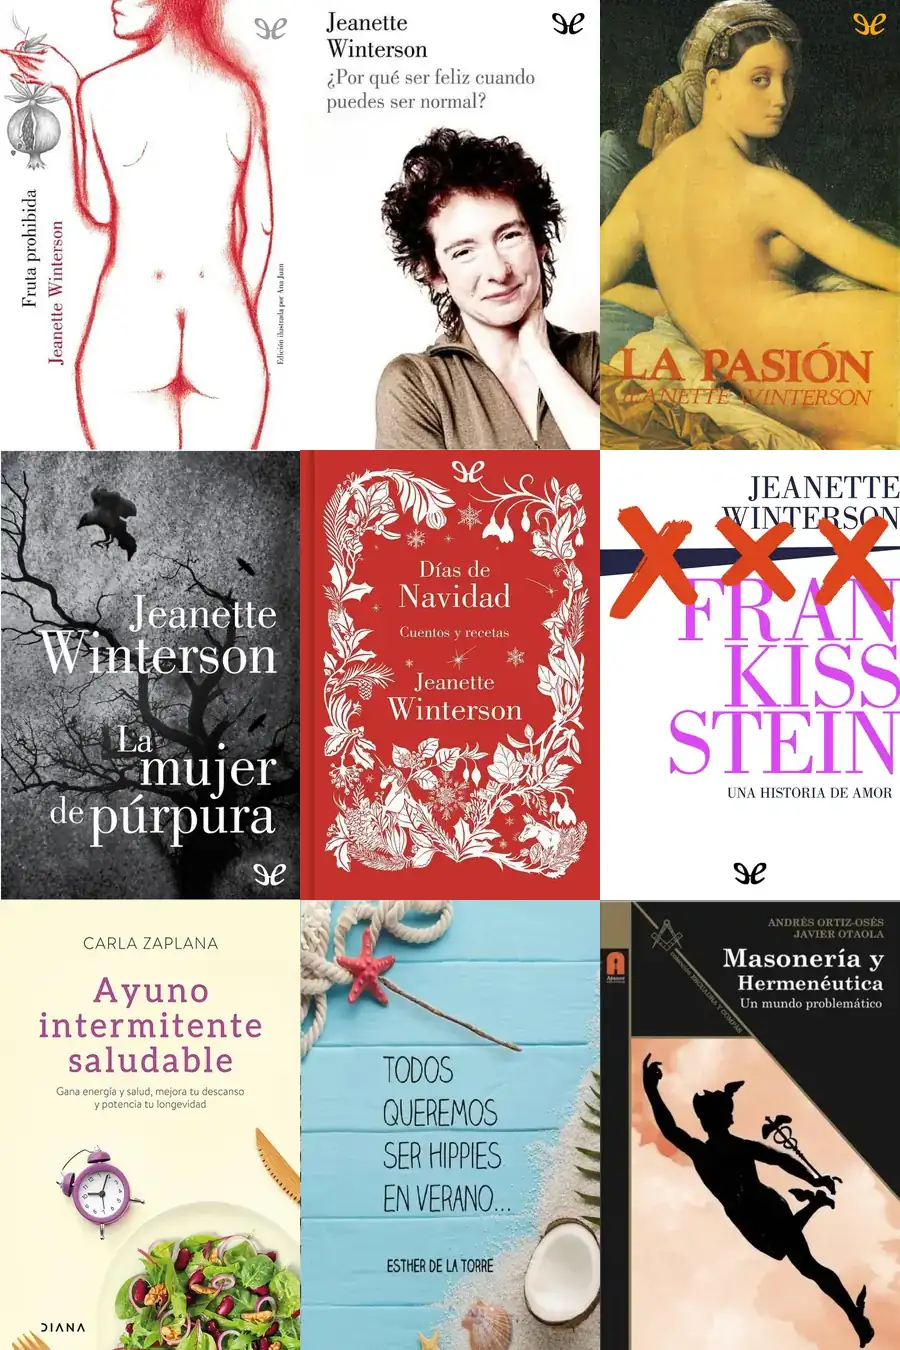 Fruta prohibida
Jeanette Winterson
Edición ilustrada por Ana Juan
Jeanette
Winterson
¿Por qué ser feliz cuando
puedes ser normal?
LA PASIÓN
JEANETTE WINTERSON
Jeanette
Winterson
La
mujer
de púrpura
Días de
Navidad
Cuentos y recetas
Jeanette
Winterson
JEANETTE
WINTERSON
FRAN
KISS
STEIN
UNA HISTORIA DE AMOR
CARLA ZAPLANA
Ayuno
intermitente
saludable
Gana energía y salud, mejora tu descanso
y potencia tu longevidad
DIANA
TODOS
QUEREMOS
SER HIPPIES
EN VERANO...
ESTHER DE LA TORRE
ANDRÉS ORTIZ-OSÉS
JAVIER OTAOLA
Masonería y
Hermenéutica
Un mundo problemático